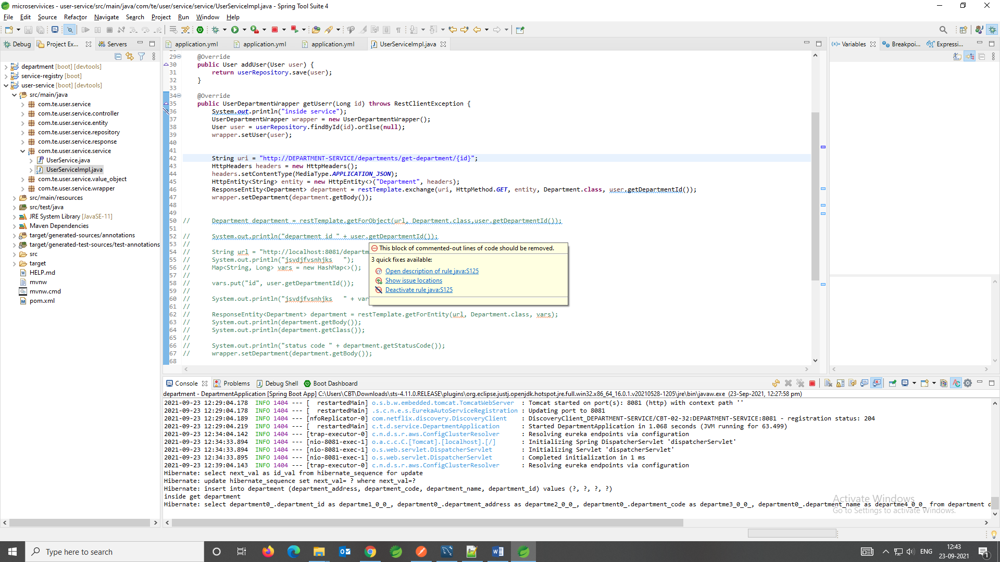 microservivices - user-service/src/main/java/com/te/user/service/service/UserServiceImpl.java - Spring Tool Suite 4
File Edit Source Refactor Navigate Search Project Run Window Help
Debug Project Ex... Servers
department [boot] [devtools]
service-registry [boot]
user-service [boot] [devtools]
src/main/java
com.te.user.service
com.te.user.service.controller
com.te.user.service.entity
com.te.user.service.repository
com.te.user.service.response
com.te.user.service.service
UserService.java
UserServiceImpl.java
com.te.user.service.value_object
com.te.user.service.wrapper
src/main/resources
src/test/java
JRE System Library [JavaSE-11]
Maven Dependencies
target/generated-sources/annotations
target/generated-test-sources/test-annotations
src
target
HELP.md
mvnw
mvnw.cmd
pom.xml
application.yml application.yml application.yml UserServiceImpl.java
29 @Override
30 public User addUser(User user) {
31 return userRepository.save(user);
32 }
33
34 @Override
35 public UserDepartmentWrapper getUserr(Long id) throws RestClientException {
36 System.out.println("inside service");
37 UserDepartmentWrapper wrapper = new UserDepartmentWrapper();
38 User user = userRepository.findById(id).orElse(null);
39 wrapper.setUser(user);
40
41
42 String uri = "http://DEPARTMENT-SERVICE/departments/get-department/{id}";
43 HttpHeaders headers = new HttpHeaders();
44 headers.setContentType(MediaType.APPLICATION_JSON);
45 HttpEntity<String> entity = new HttpEntity<>("Department", headers);
46 ResponseEntity<Department> department = restTemplate.exchange(uri, HttpMethod.GET, entity, Department.class, user.getDepartmentId());
47 wrapper.setDepartment(department.getBody());
48
49
50 // Department department = restTemplate.getForObject(url, Department.class,user.getDepartmentId());
51
52 // System.out.println("department id " + user.getDepartmentId());
53 //
54 // String url = "http://localhost:8081/departm
55 // System.out.println("jsvdjfvsnhjks ");
56 // Map<String, Long> vars = new HashMap<>();
57 //
58 // vars.put("id", user.getDepartmentId());
59 //
60 // System.out.println("jsvdjfvsnhjks " + var
61 //
62 // ResponseEntity<Department> department = restTemplate.getForEntity(url, Department.class, vars);
63 // System.out.println(department.getBody());
64 // System.out.println(department.getClass());
65 //
66 // System.out.println("status code " + department.getStatusCode());
67 // wrapper.setDepartment(department.getBody());
68
This block of commented-out lines of code should be removed.
3 quick fixes available:
Open description of rule java:S125
Show issue locations
Deactivate rule java:S125
(x)= Variables Breakpoi... Expressi...
Console Problems Debug Shell Boot Dashboard
department - DepartmentApplication [Spring Boot App] C:\Users\CBT\Downloads\sts-4.11.0.RELEASE\plugins\org.eclipse.justj.openjdk.hotspot.jre.full.win32.x86_64_16.0.1.v20210528-1205\jre\bin\javaw.exe (23-Sep-2021, 12:27:58 pm)
2021-09-23 12:29:04.178 INFO 1404 --- [ restartedMain] o.s.b.w.embedded.tomcat.TomcatWebServer : Tomcat started on port(s): 8081 (http) with context path ''
2021-09-23 12:29:04.178 INFO 1404 --- [ restartedMain] .s.c.n.e.s.EurekaAutoServiceRegistration : Updating port to 8081
2021-09-23 12:29:04.189 INFO 1404 --- [nfoReplicator-0] com.netflix.discovery.DiscoveryClient : DiscoveryClient_DEPARTMENT-SERVICE/CBT-02-32:DEPARTMENT-SERVICE:8081 - registration status: 204
2021-09-23 12:29:04.219 INFO 1404 --- [ restartedMain] c.t.d.service.DepartmentApplication : Started DepartmentApplication in 1.068 seconds (JVM running for 63.499)
2021-09-23 12:34:04.142 INFO 1404 --- [trap-executor-0] c.n.d.s.r.aws.ConfigClusterResolver : Resolving eureka endpoints via configuration
2021-09-23 12:34:33.894 INFO 1404 --- [nio-8081-exec-1] o.a.c.c.C.[Tomcat].[localhost].[/] : Initializing Spring DispatcherServlet 'dispatcherServlet'
2021-09-23 12:34:33.894 INFO 1404 --- [nio-8081-exec-1] o.s.web.servlet.DispatcherServlet : Initializing Servlet 'dispatcherServlet'
2021-09-23 12:34:33.895 INFO 1404 --- [nio-8081-exec-1] o.s.web.servlet.DispatcherServlet : Completed initialization in 1 ms
2021-09-23 12:39:04.143 INFO 1404 --- [trap-executor-0] c.n.d.s.r.aws.ConfigClusterResolver : Resolving eureka endpoints via configuration
Hibernate: select next_val as id_val from hibernate_sequence for update
Hibernate: update hibernate_sequence set next_val= ? where next_val=?
Hibernate: insert into department (department_address, department_code, department_name, department_id) values (?, ?, ?, ?)
inside get department
Hibernate: select department0_.department_id as departme1_0_0_, department0_.department_address as departme2_0_0_, department0_.department_code as departme3_0_0_, department0_.department_name as departme4_0_0_ from department d
Activate Windows
Go to Settings to activate Windows.
Type here to search
ENG
12:43
23-09-2021
1